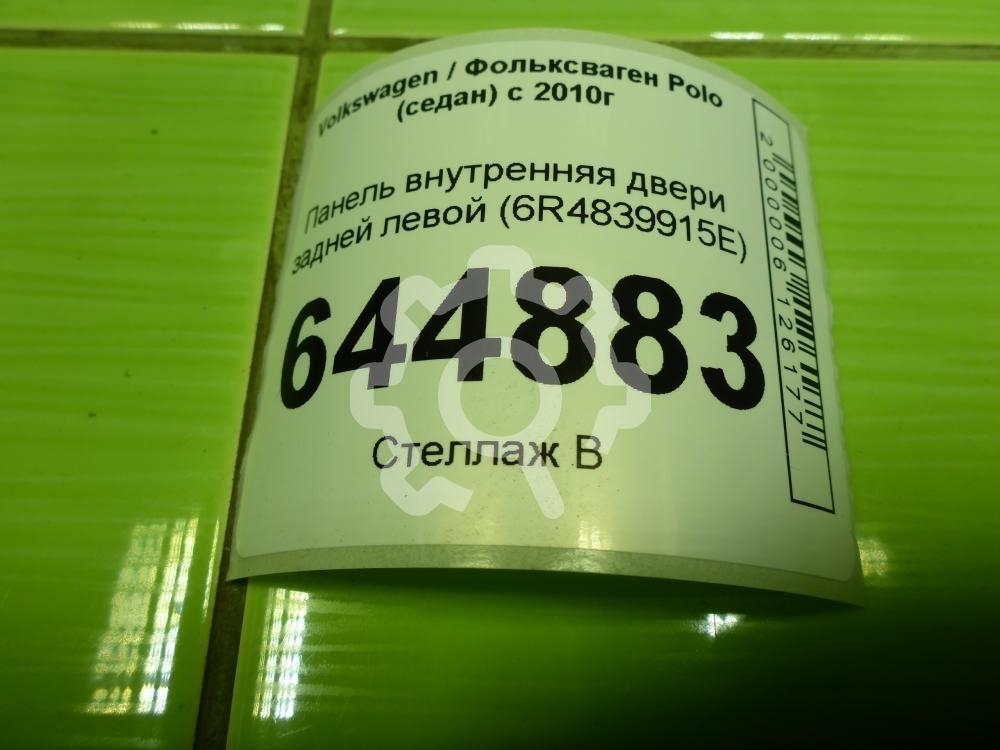 Volkswagen / Фольксваген Polo
(седан) с 2010г
Панель внутренняя двери
задней левой (6R4839915E)
644883
Стеллаж В
2000006126177